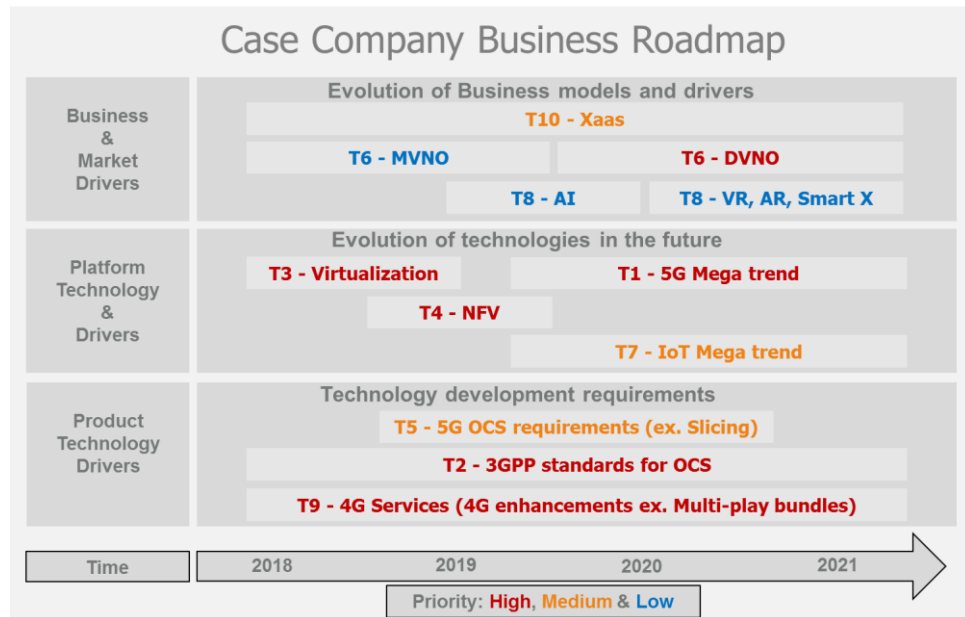 Case Company Business Roadmap
Business
&
Market
Drivers
Evolution of Business models and drivers
T10 - Xaas
T6 - MVNO
T6 - DVNO
T8 - AI
T8 - VR, AR, Smart X
Platform
Technology
&
Drivers
Evolution of technologies in the future
T3 - Virtualization
T1 - 5G Mega trend
T4 - NFV
T7 - IoT Mega trend
Product
Technology
Drivers
Technology development requirements
T5 - 5G OCS requirements (ex. Slicing)
T2 - 3GPP standards for OCS
T9 - 4G Services (4G enhancements ex. Multi-play bundles)
Time
2018
2019
2020
2021
Priority: High, Medium & Low